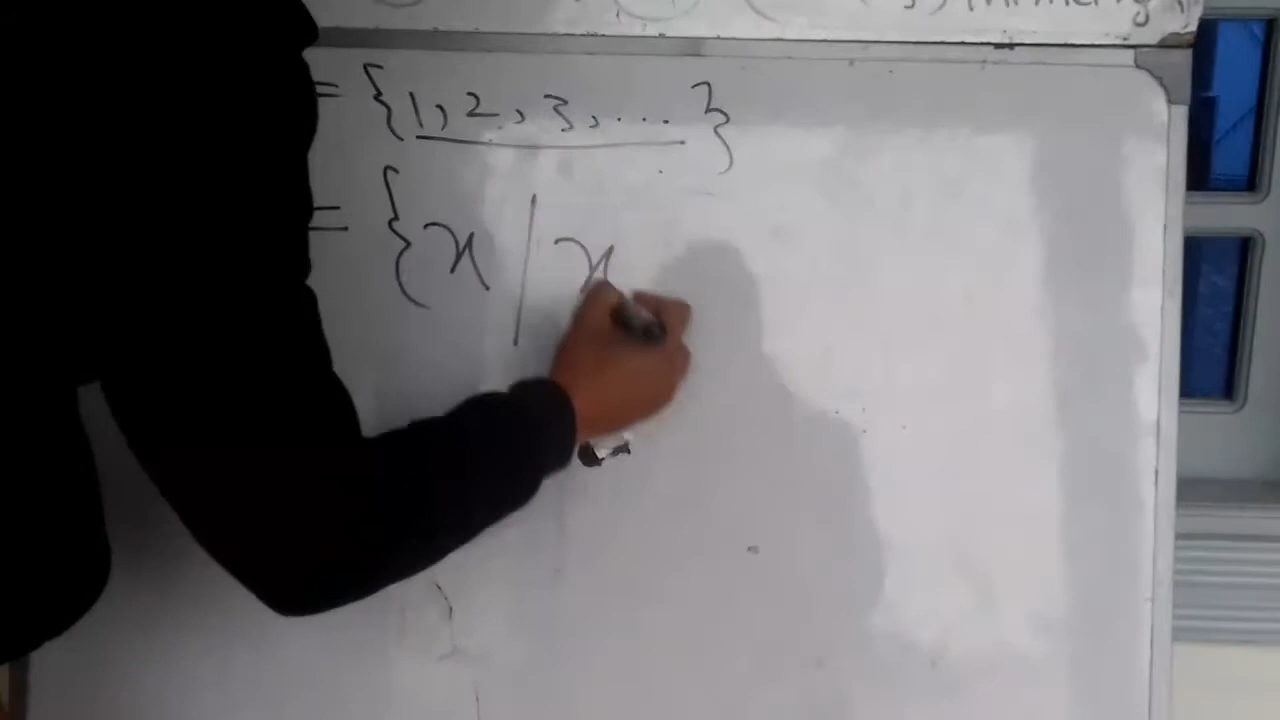 = {1, 2, 3, ... }
= {x / x